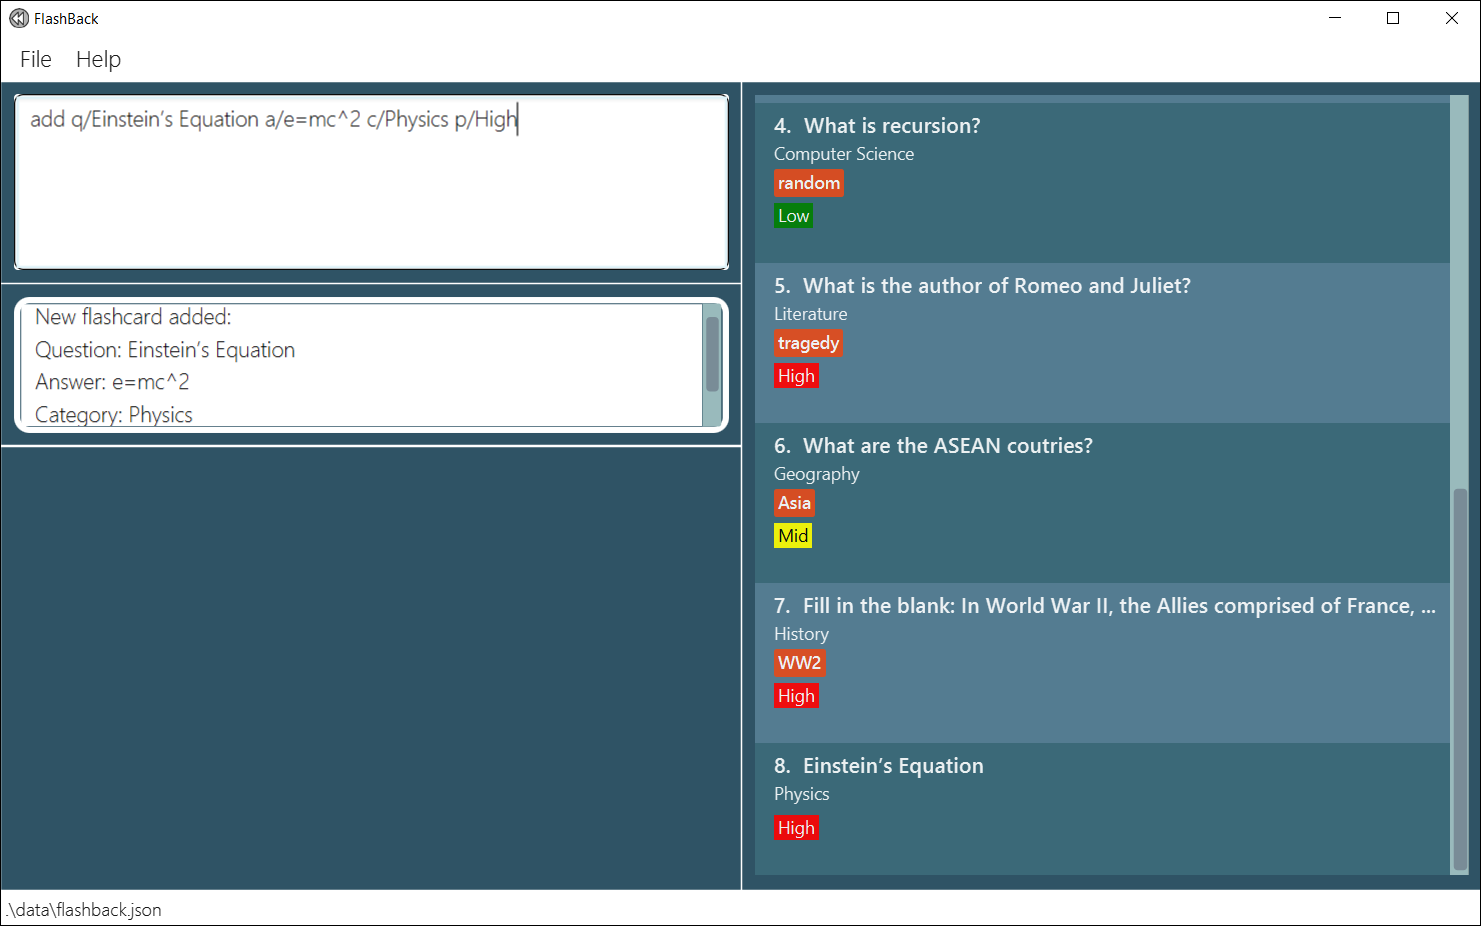 FlashBack
File Help
add q/Einstein’s Equation a/e=mc^2 c/Physics p/High
New flashcard added:
Question: Einstein’s Equation
Answer: e=mc^2
Category: Physics
4. What is recursion?
Computer Science
random
Low
5. What is the author of Romeo and Juliet?
Literature
tragedy
High
6. What are the ASEAN coutries?
Geography
Asia
Mid
7. Fill in the blank: In World War II, the Allies comprised of France, ...
History
WW2
High
8. Einstein’s Equation
Physics
High
.\data\flashback.json